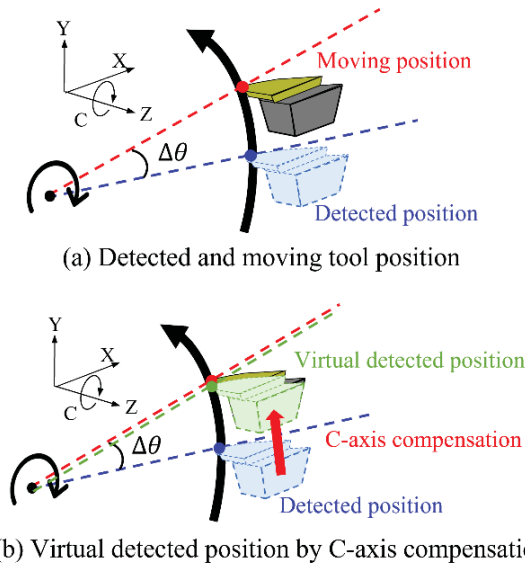 Y
X
C
Z
Moving position
Δθ
Detected position
(a) Detected and moving tool position
Y
X
C
Z
Virtual detected position
Δθ
C-axis compensation
Detected position
b) Virtual detected position by C-axis compensati